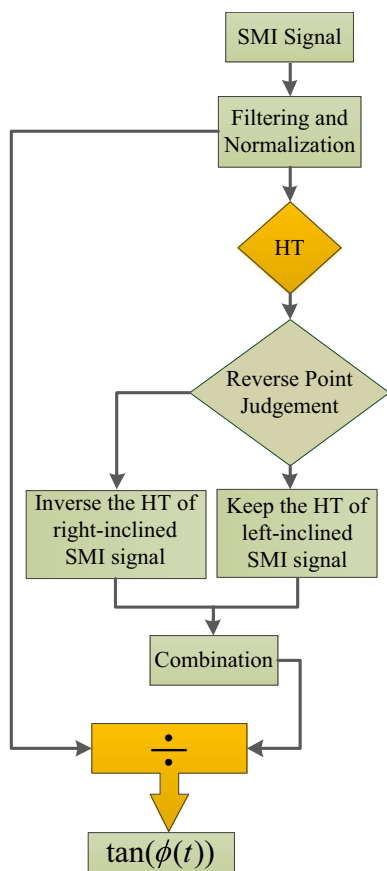 SMI Signal
Filtering and
Normalization
HT
Reverse Point
Judgement
Inverse the HT of
right-inclined
SMI signal
Keep the HT of
left-inclined
SMI signal
Combination
÷
tan(ϕ(t))